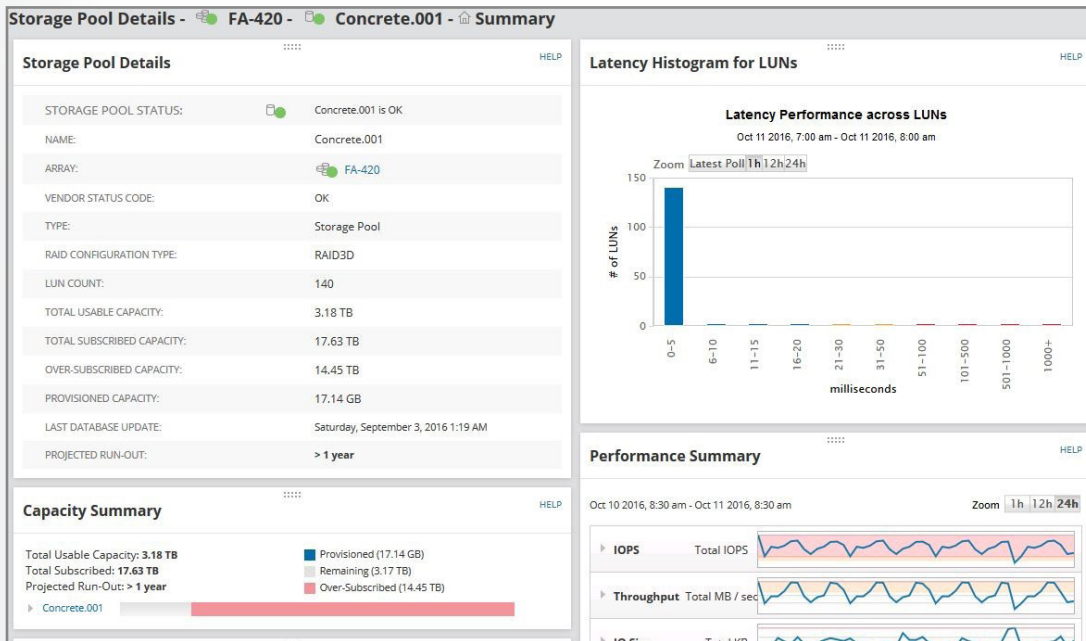 Storage Pool Details - FA-420 - Concrete.001 - Summary
Storage Pool Details
HELP
STORAGE POOL STATUS: Concrete.001 is OK
NAME: Concrete.001
ARRAY: FA-420
VENDOR STATUS CODE: OK
TYPE: Storage Pool
RAID CONFIGURATION TYPE: RAID3D
LUN COUNT: 140
TOTAL USABLE CAPACITY: 3.18 TB
TOTAL SUBSCRIBED CAPACITY: 17.63 TB
OVER-SUBSCRIBED CAPACITY: 14.45 TB
PROVISIONED CAPACITY: 17.14 GB
LAST DATABASE UPDATE: Saturday, September 3, 2016 1:19 AM
PROJECTED RUN-OUT: > 1 year
Capacity Summary
HELP
Total Usable Capacity: 3.18 TB
Total Subscribed: 17.63 TB
Projected Run-Out: > 1 year
Provisioned (17.14 GB)
Remaining (3.17 TB)
Over-Subscribed (14.45 TB)
Concrete.001
Latency Histogram for LUNs
HELP
Latency Performance across LUNs
Oct 11 2016, 7:00 am - Oct 11 2016, 8:00 am
Zoom Latest Poll 1h 12h 24h
150
100
50
0
# of LUNs
0-5
6-10
11-15
16-20
21-30
31-50
51-100
101-500
501-1000
1000+
milliseconds
Performance Summary
HELP
Oct 10 2016, 8:30 am - Oct 11 2016, 8:30 am
Zoom 1h 12h 24h
IOPS Total IOPS
Throughput Total MB / sec